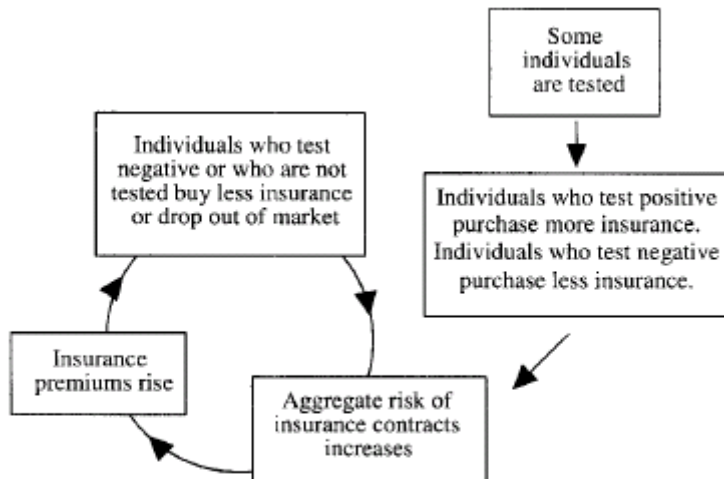 Some
individuals
are tested
Individuals who test
negative or who are not
tested buy less insurance
or drop out of market
Individuals who test positive
purchase more insurance.
Individuals who test negative
purchase less insurance.
Insurance
premiums rise
Aggregate risk of
insurance contracts
increases